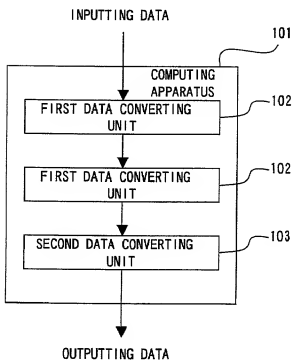 INPUTTING DATA
101
COMPUTING
APPARATUS
FIRST DATA CONVERTING
UNIT
102
FIRST DATA CONVERTING
UNIT
102
SECOND DATA CONVERTING
UNIT
103
OUTPUTTING DATA